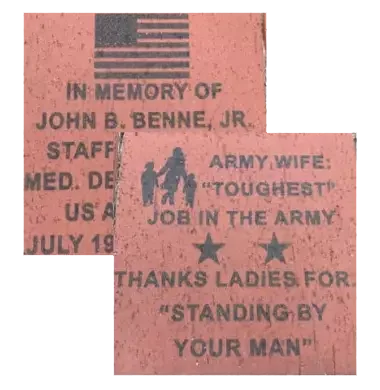 IN MEMORY OF
JOHN B. BENNE, JR.
STAFF
MED. DE
US A
JULY 19
ARMY WIFE:
"TOUGHEST"
JOB IN THE ARMY
THANKS LADIES FOR.
"STANDING BY
YOUR MAN"